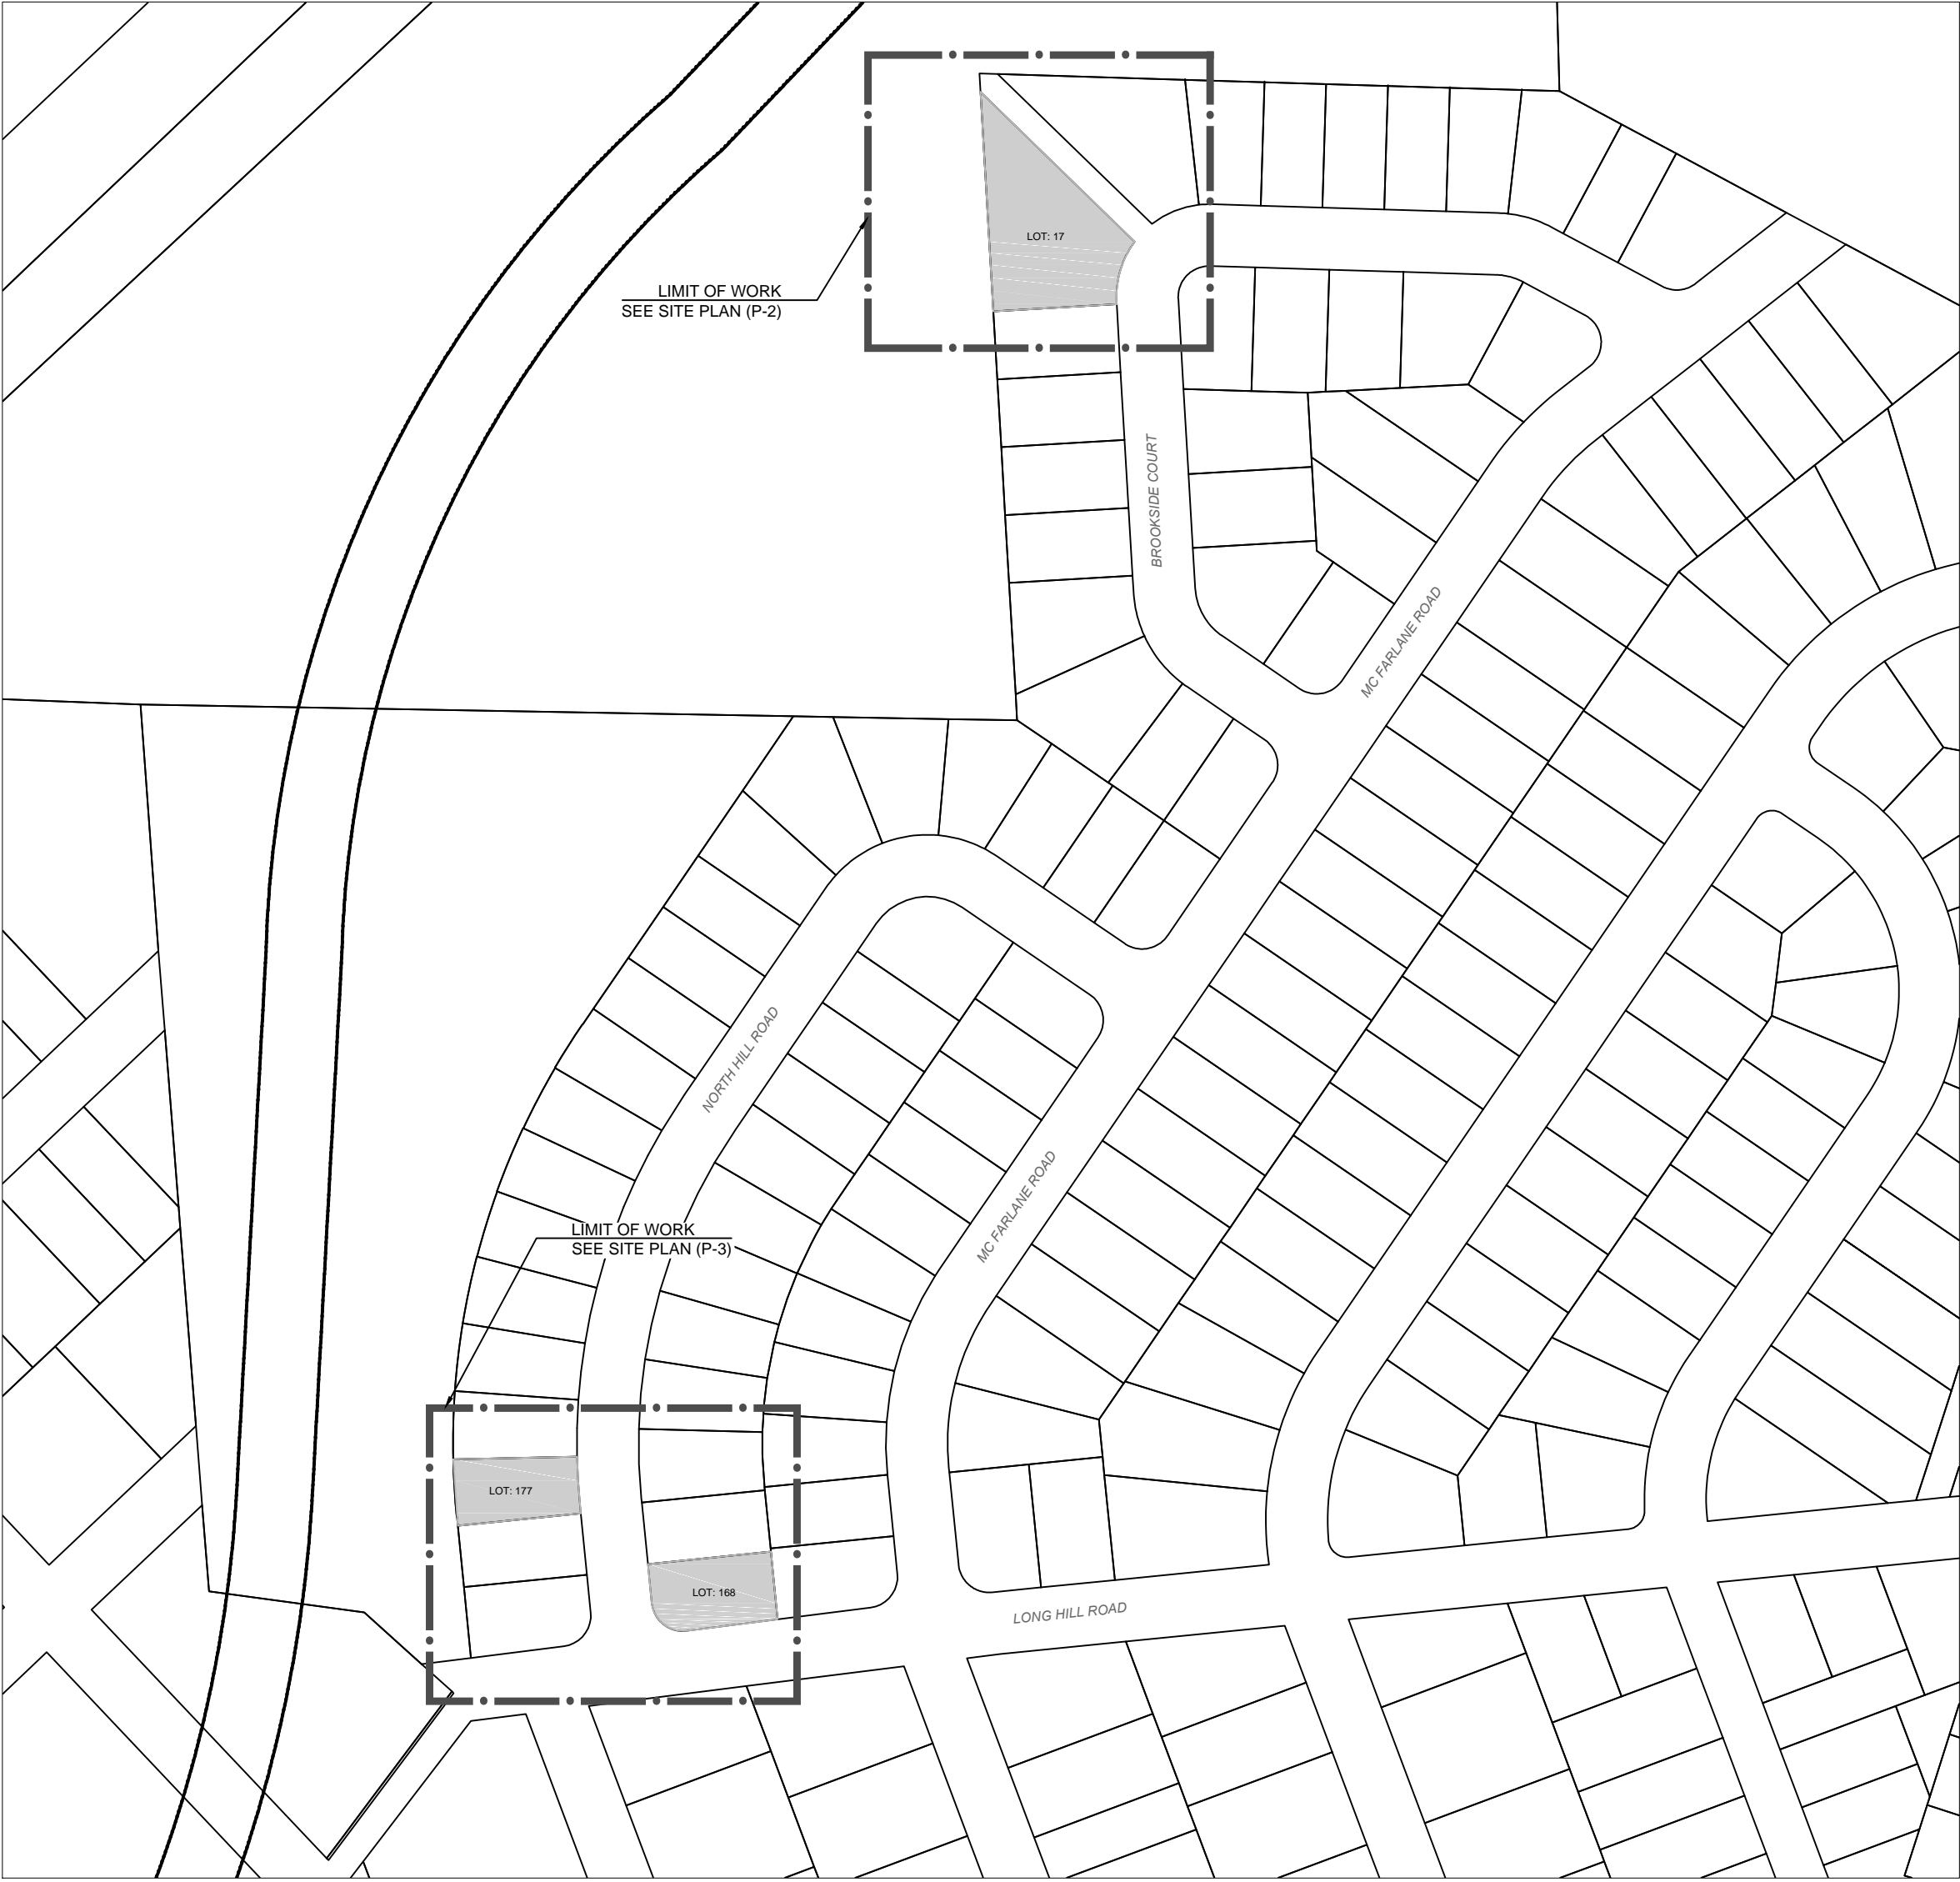 LOT: 17
LIMIT OF WORK
SEE SITE PLAN (P-2)
BROOKSIDE COURT
MC FARLANE ROAD
NORTH HILL ROAD
MC FARLANE ROAD
LIMIT OF WORK
SEE SITE PLAN (P-3)
LOT: 177
LOT: 168
LONG HILL ROAD